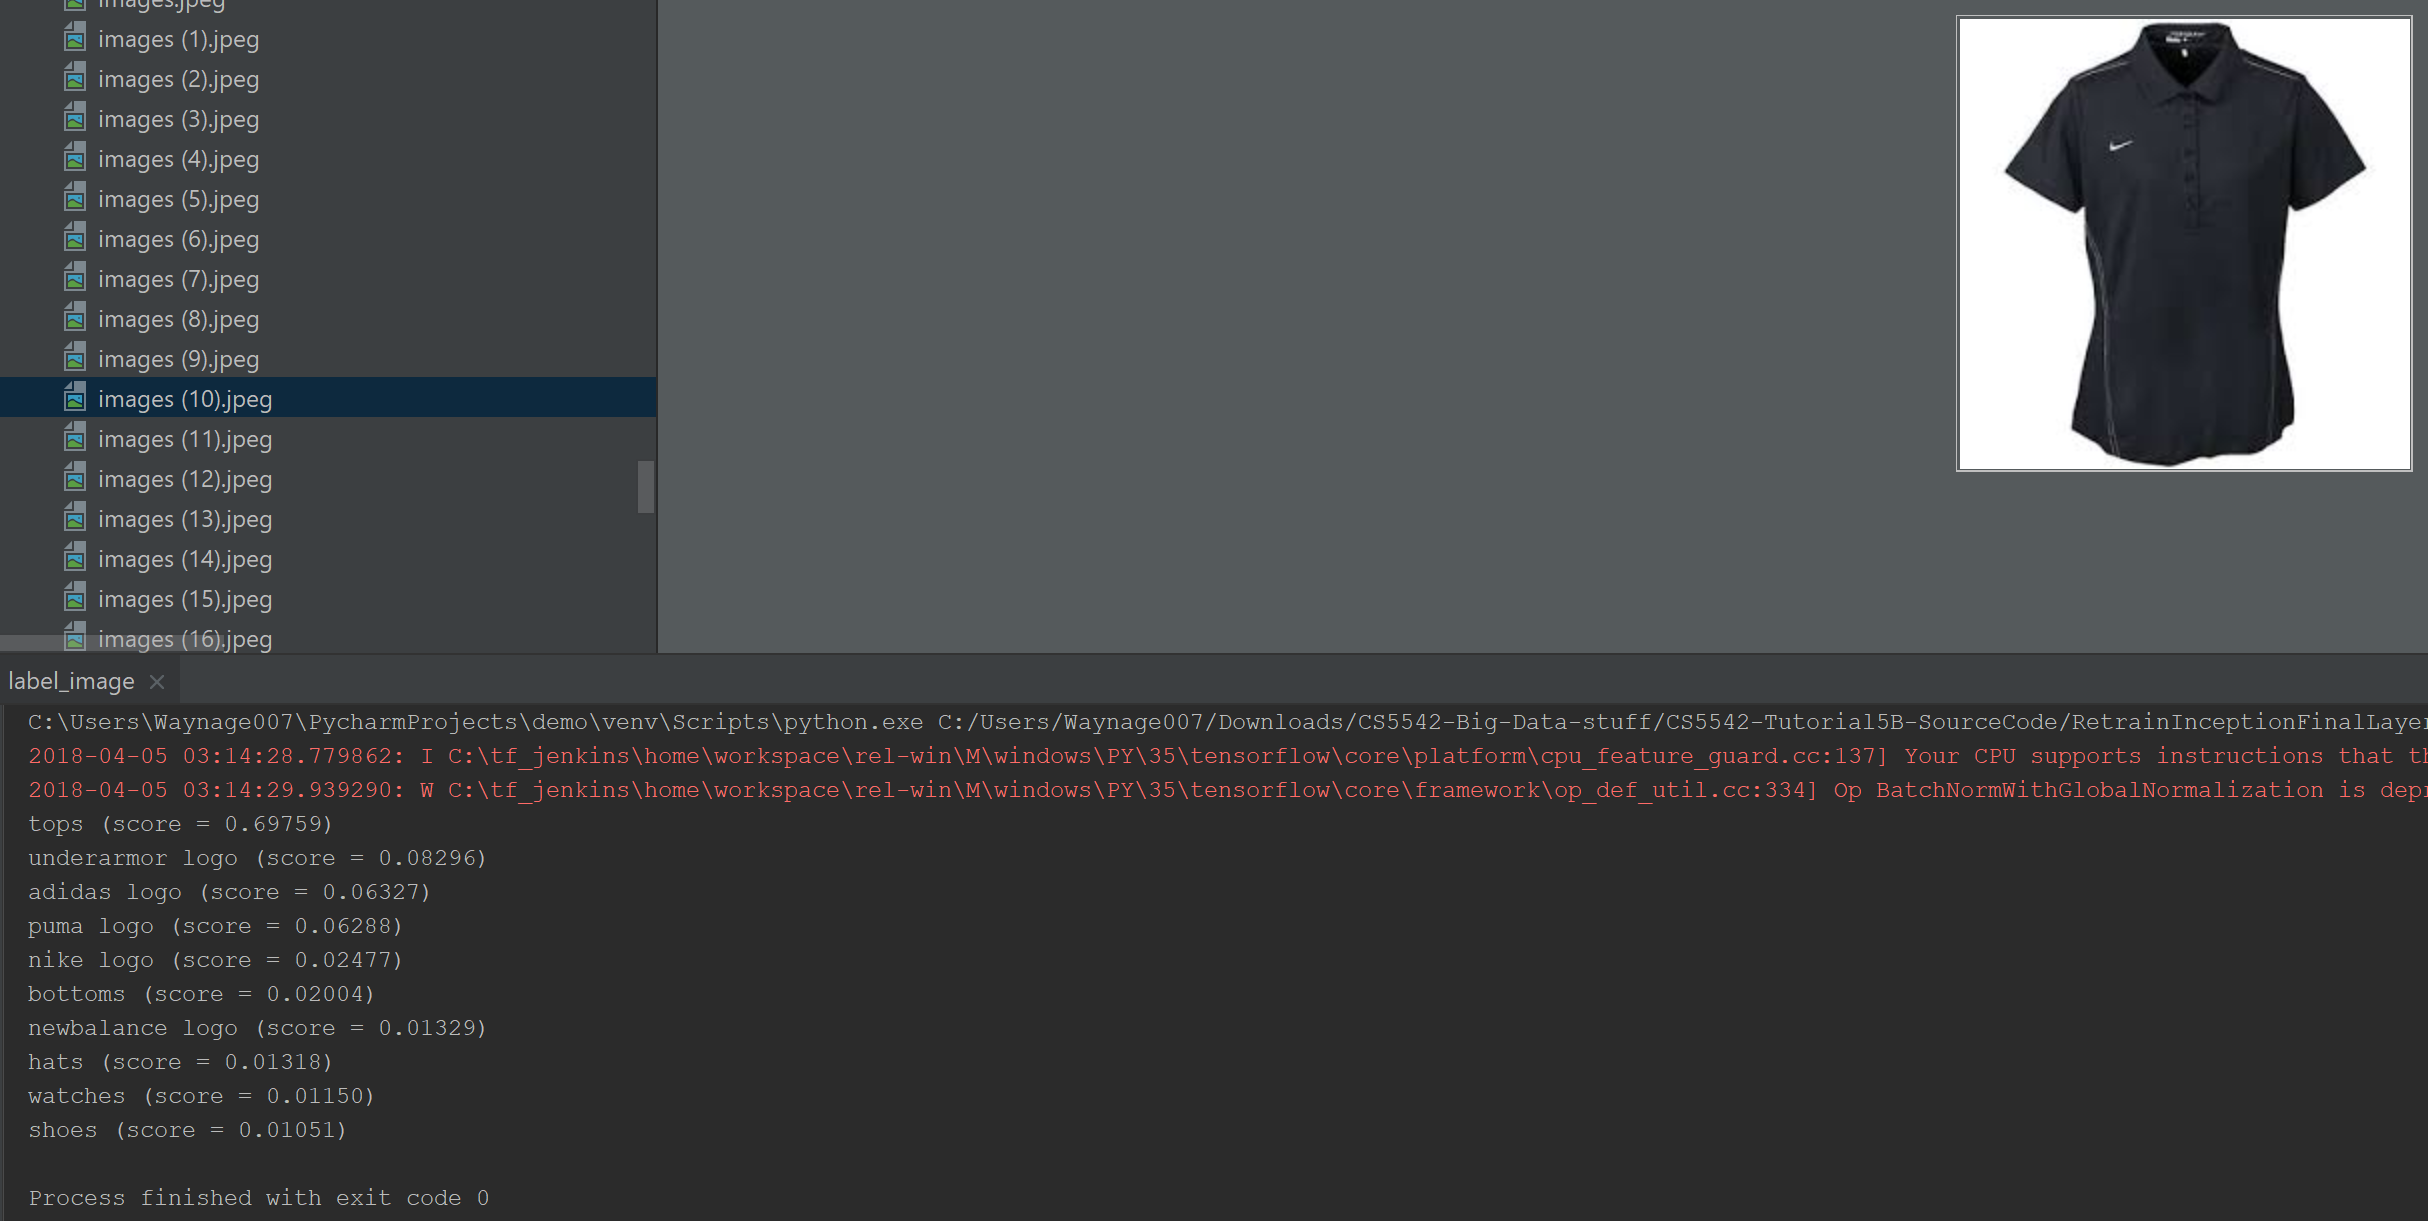 images.jpeg
images (1).jpeg
images (2).jpeg
images (3).jpeg
images (4).jpeg
images (5).jpeg
images (6).jpeg
images (7).jpeg
images (8).jpeg
images (9).jpeg
images (10).jpeg
images (11).jpeg
images (12).jpeg
images (13).jpeg
images (14).jpeg
images (15).jpeg
images (16).jpeg
label_image
C:\Users\Waynage007\PycharmProjects\demo\venv\Scripts\python.exe C:/Users/Waynage007/Downloads/CS5542-Big-Data-stuff/CS5542-Tutorial5B-SourceCode/RetrainInceptionFinalLayer
2018-04-05 03:14:28.779862: I C:\tf_jenkins\home\workspace\rel-win\M\windows\PY\35\tensorflow\core\platform\cpu_feature_guard.cc:137] Your CPU supports instructions that th
2018-04-05 03:14:29.939290: W C:\tf_jenkins\home\workspace\rel-win\M\windows\PY\35\tensorflow\core\framework\op_def_util.cc:334] Op BatchNormWithGlobalNormalization is depr
tops (score = 0.69759)
underarmor logo (score = 0.08296)
adidas logo (score = 0.06327)
puma logo (score = 0.06288)
nike logo (score = 0.02477)
bottoms (score = 0.02004)
newbalance logo (score = 0.01329)
hats (score = 0.01318)
watches (score = 0.01150)
shoes (score = 0.01051)
Process finished with exit code 0